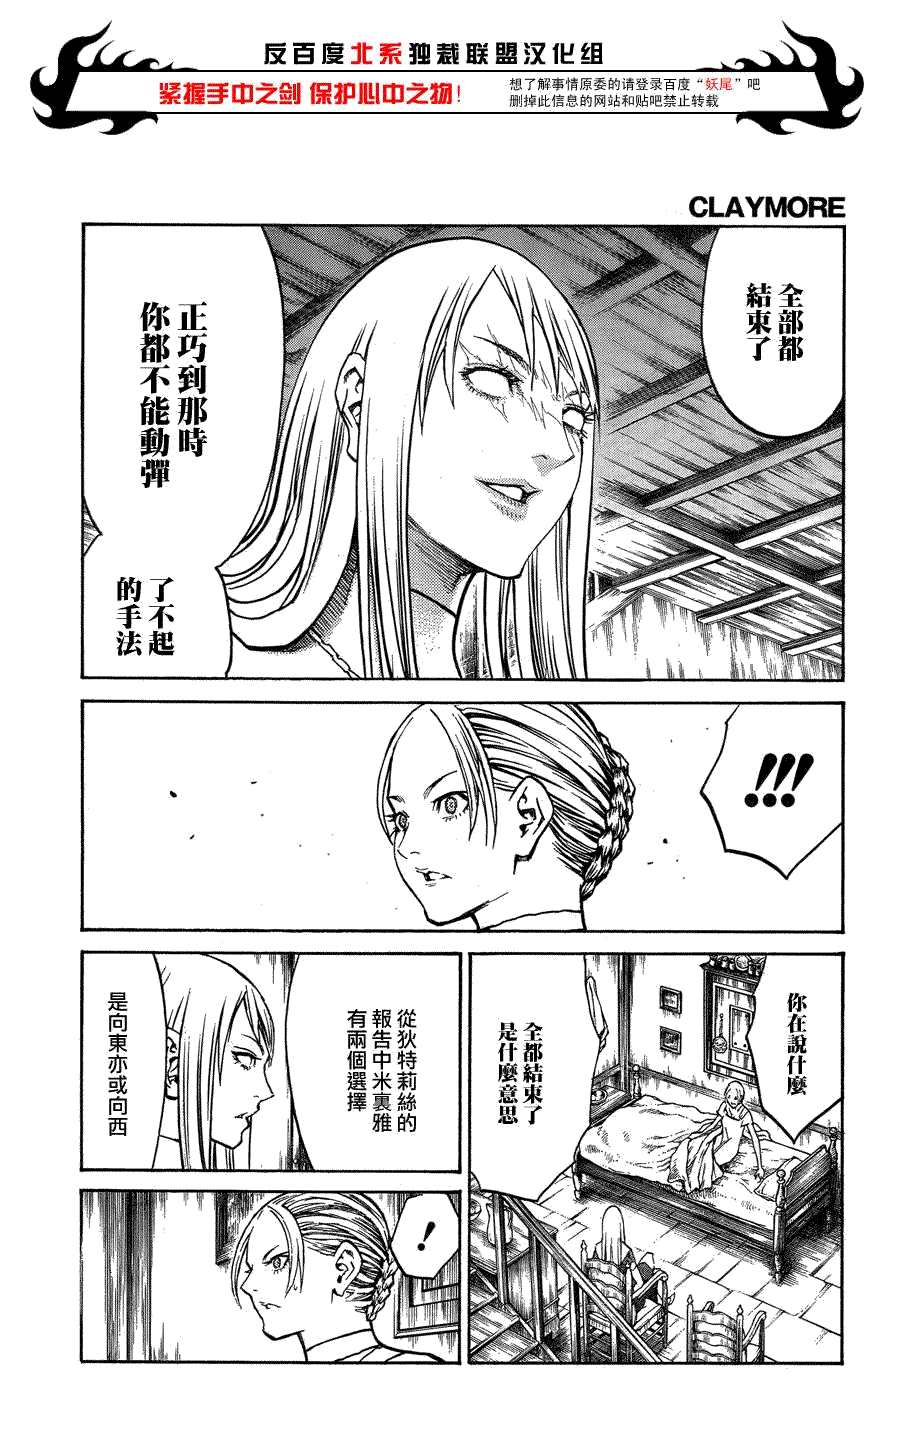 反百度北系独裁联盟汉化组
紧握手中之剑 保护心中之物!
想了解事情原委的请登录百度“妖尾”吧
删掉此信息的网站和贴吧禁止转载
CLAYMORE
全部都
結束了
正巧到那時
你都不能動彈
了不起
的手法
!!!
你在說什麼
全都結束了
是什麼意思
從狄特莉絲的
報告中米裏雅
有兩個選擇
是向東亦或向西
!